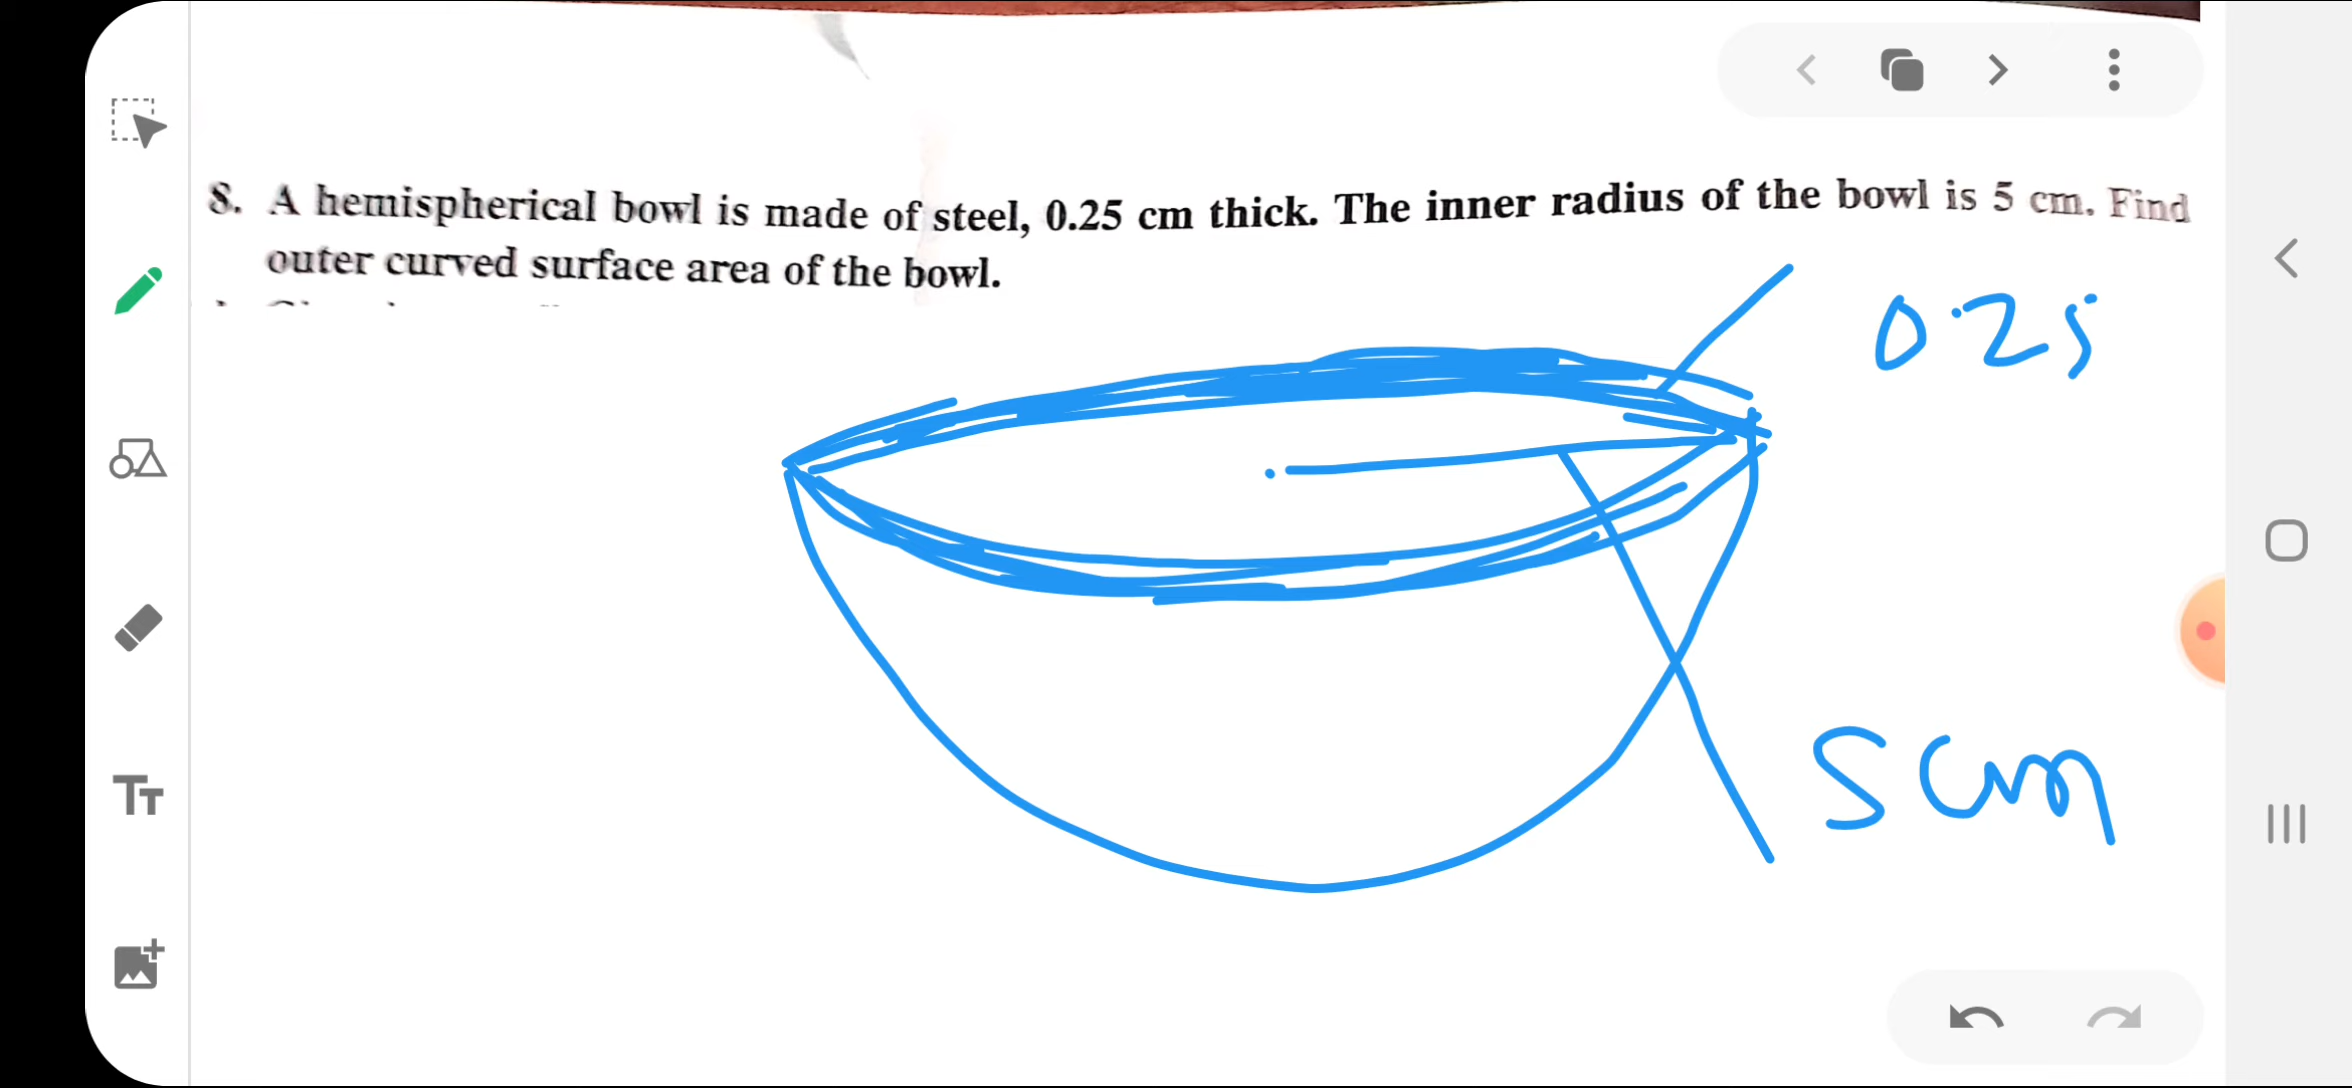 8. A hemispherical bowl is made of steel, 0.25 cm thick. The inner radius of the bowl is 5 cm. Find
outer curved surface area of the bowl.
0.25
5cm
TT